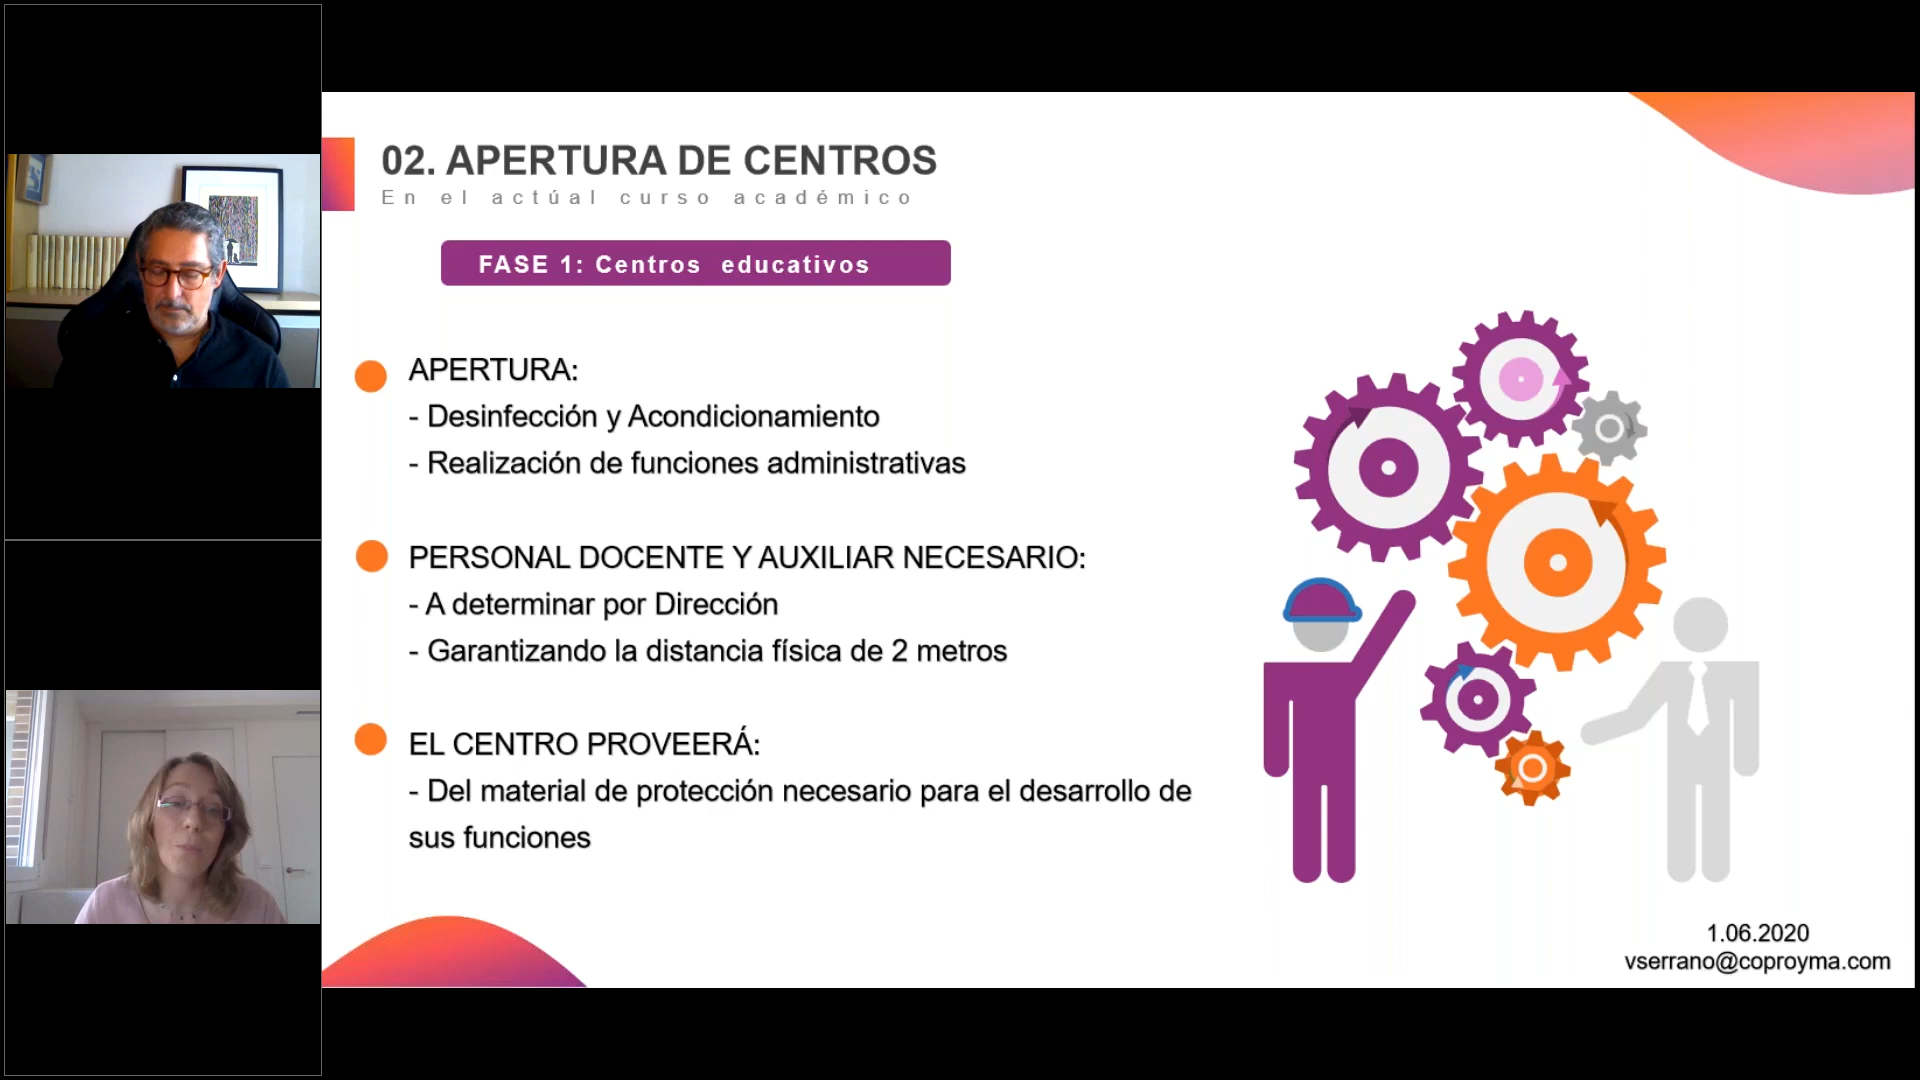 02. APERTURA DE CENTROS
En el actúal curso académico
FASE 1: Centros educativos
APERTURA:
- Desinfección y Acondicionamiento
- Realización de funciones administrativas
PERSONAL DOCENTE Y AUXILIAR NECESARIO:
- A determinar por Dirección
- Garantizando la distancia física de 2 metros
EL CENTRO PROVEERÁ:
- Del material de protección necesario para el desarrollo de
sus funciones
1.06.2020
vserrano@coproyma.com